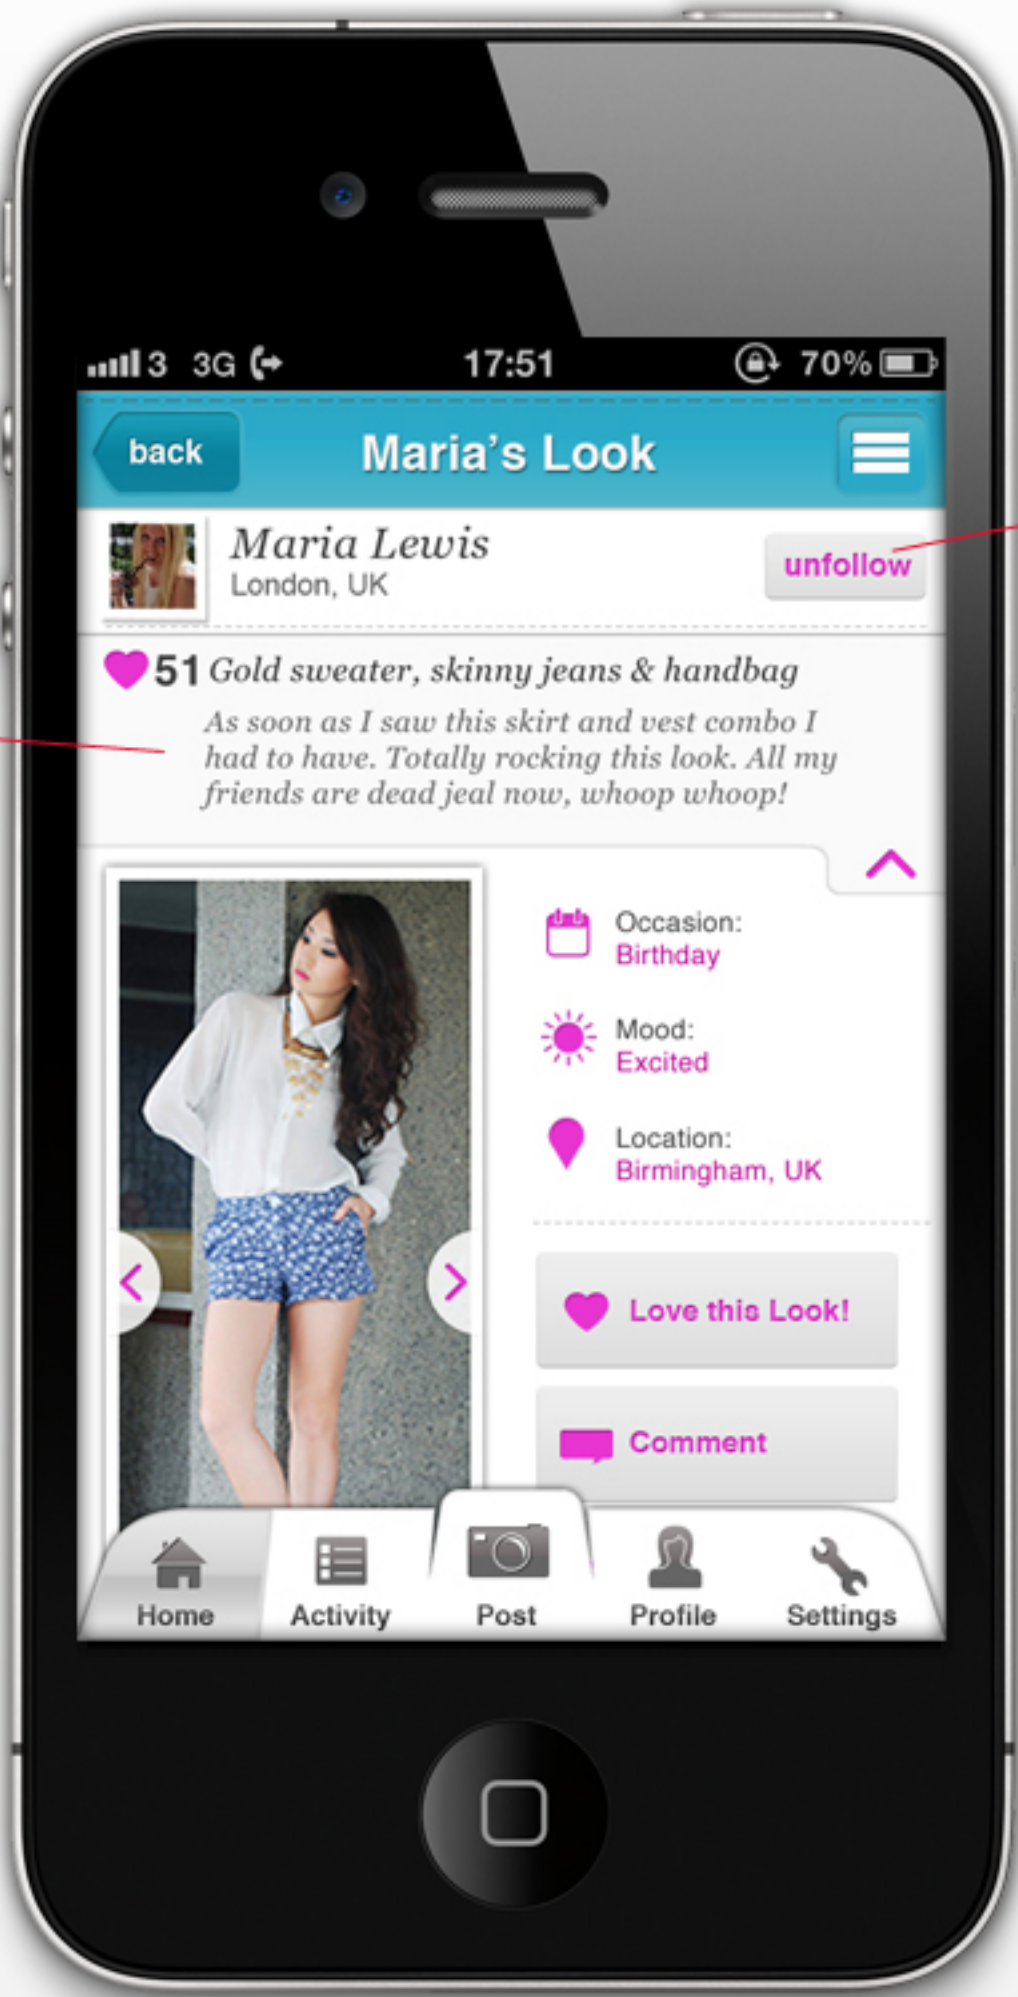 3 3G 17:51 70%
back Maria's Look
Maria Lewis
London, UK
unfollow
51 Gold sweater, skinny jeans & handbag
As soon as I saw this skirt and vest combo I
had to have. Totally rocking this look. All my
friends are dead jeal now, whoop whoop!
Occasion:
Birthday
Mood:
Excited
Location:
Birmingham, UK
Love this Look!
Comment
Home Activity Post Profile Settings